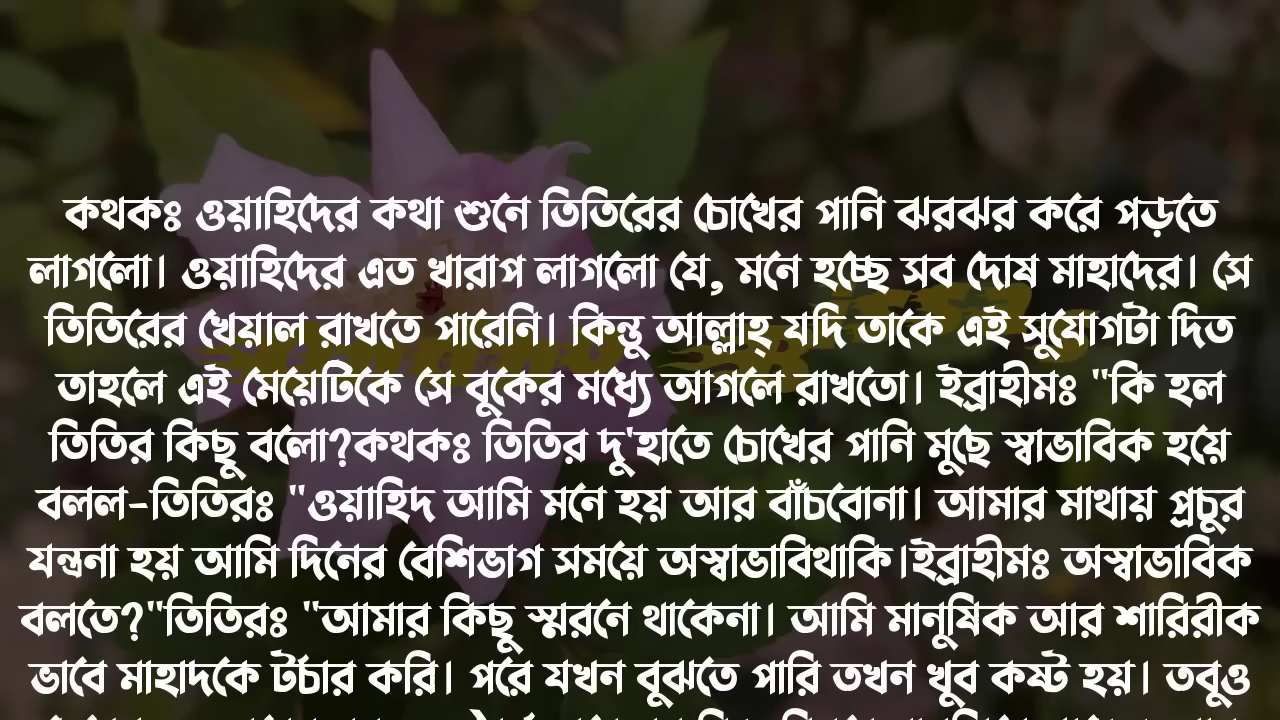 কথকঃ ওয়াহিদের কথা শুনে তিতিরের চোখের পানি ঝরঝর করে পড়তে
লাগলো। ওয়াহিদের এত খারাপ লাগলো যে, মনে হচ্ছে সব দোষ মাহাদের। সে
তিতিরের খেয়াল রাখতে পারেনি। কিন্তু আল্লাহ্ যদি তাকে এই সুযোগটা দিত
তাহলে এই মেয়েটিকে সে বুকের মধ্যে আগলে রাখতো। ইব্রাহীমঃ "কি হল
তিতির কিছু বলো?কথকঃ তিতির দু'হাতে চোখের পানি মুছে স্বাভাবিক হয়ে
বলল-তিতিরঃ "ওয়াহিদ আমি মনে হয় আর বাঁচবোনা। আমার মাথায় প্রচুর
যন্ত্রনা হয় আমি দিনের বেশিভাগ সময়ে অস্বাভাবিথাকি।ইব্রাহীমঃ অস্বাভাবিক
বলতে?"তিতিরঃ "আমার কিছু স্মরনে থাকেনা। আমি মানুষিক আর শারিরীক
ভাবে মাহাদকে টর্চার করি। পরে যখন বুঝতে পারি তখন খুব কষ্ট হয়। তবুও